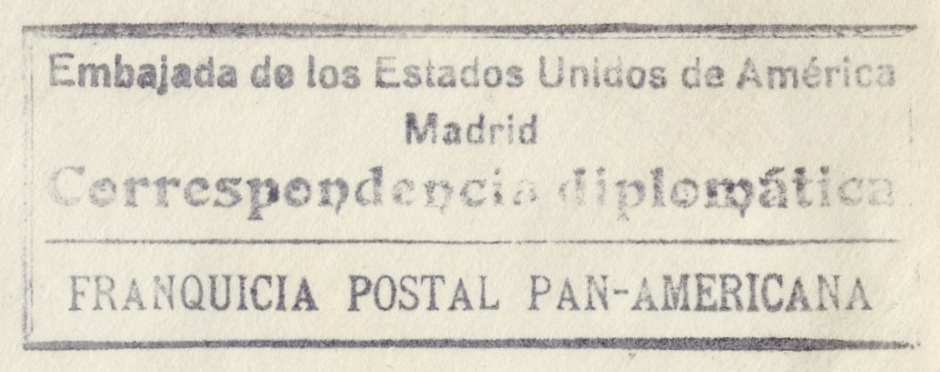 Embajada de los Estados Unidos de América
Madrid
Correspondencia diplomática
FRANQUICIA POSTAL PAN-AMERICANA